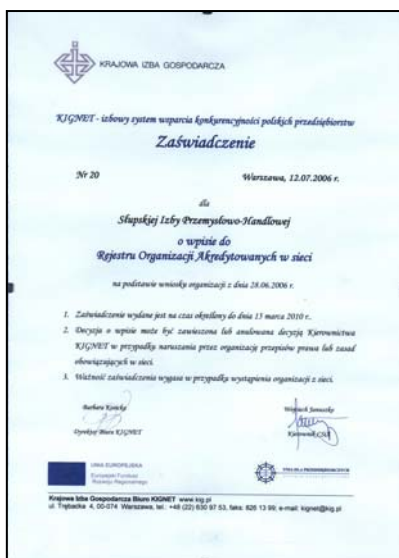 KRAJOWA IZBA GOSPODARCZA
KIGNET - izbowy system wsparcia konkurencyjności polskich przedsiębiorstw
Zaświadczenie
Nr 20 Warszawa, 12.07.2006 r.
dla
Słupskiej Izby Przemysłowo-Handlowej
o wpisie do
Rejestru Organizacji Akredytowanych w sieci
na podstawie wniosku organizacji z dnia 28.06.2006 r.
1. Zaświadczenie wydane jest na czas określony do dnia 15 marca 2010 r.
2. Decyzja o wpisie może być zawieszona lub anulowana decyzją Kierownictwa
KIGNET w przypadku naruszania przez organizację przepisów prawa lub zasad
obowiązujących w sieci.
3. Ważność zaświadczenia wygasa w przypadku wystąpienia organizacji z sieci.
Barbara Wojciech
Dyrektor Biura KIGNET Kierownik
UNIA EUROPEJSKA
Europejski Fundusz
Rozwoju Regionalnego
Krajowa Izba Gospodarcza Biuro KIGNET www.kig.pl
ul. Trębacka 4, 00-074 Warszawa, tel.: +48 (22) 630 97 53, faks: 826 13 99; e-mail: kignet@kig.pl